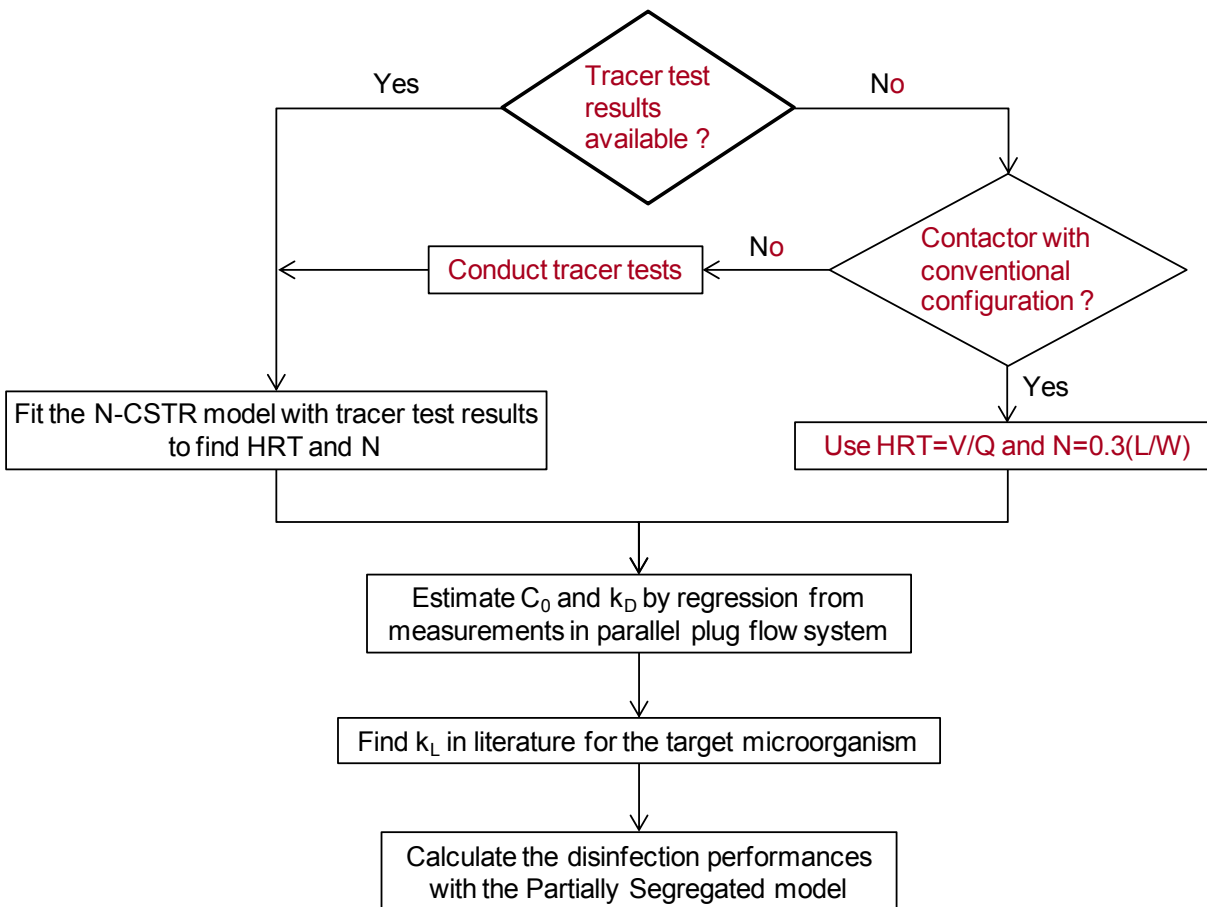 Yes
Tracer test
results
available ?
No
Contactor with
conventional
configuration ?
No
Conduct tracer tests
Yes
Fit the N-CSTR model with tracer test results
to find HRT and N
Use HRT=V/Q and N=0.3(L/W)
Estimate C₀ and k_D by regression from
measurements in parallel plug flow system
Find k_L in literature for the target microorganism
Calculate the disinfection performances
with the Partially Segregated model